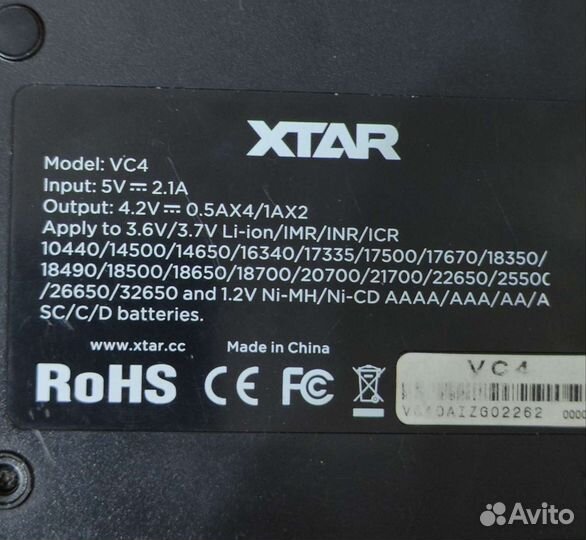 XTAR
Model: VC4
Input: 5V⎓2.1A
Output: 4.2V⎓0.5AX4/1AX2
Apply to 3.6V/3.7V Li-ion/IMR/INR/ICR
10440/14500/14650/16340/17335/17500/17670/18350/
18490/18500/18650/18700/20700/21700/22650/25500
/26650/32650 and 1.2V Ni-MH/Ni-CD AAAA/AAA/AA/A
SC/C/D batteries.
www.xtar.cc Made in China
RoHS CE FC
VC4
0000
Avito